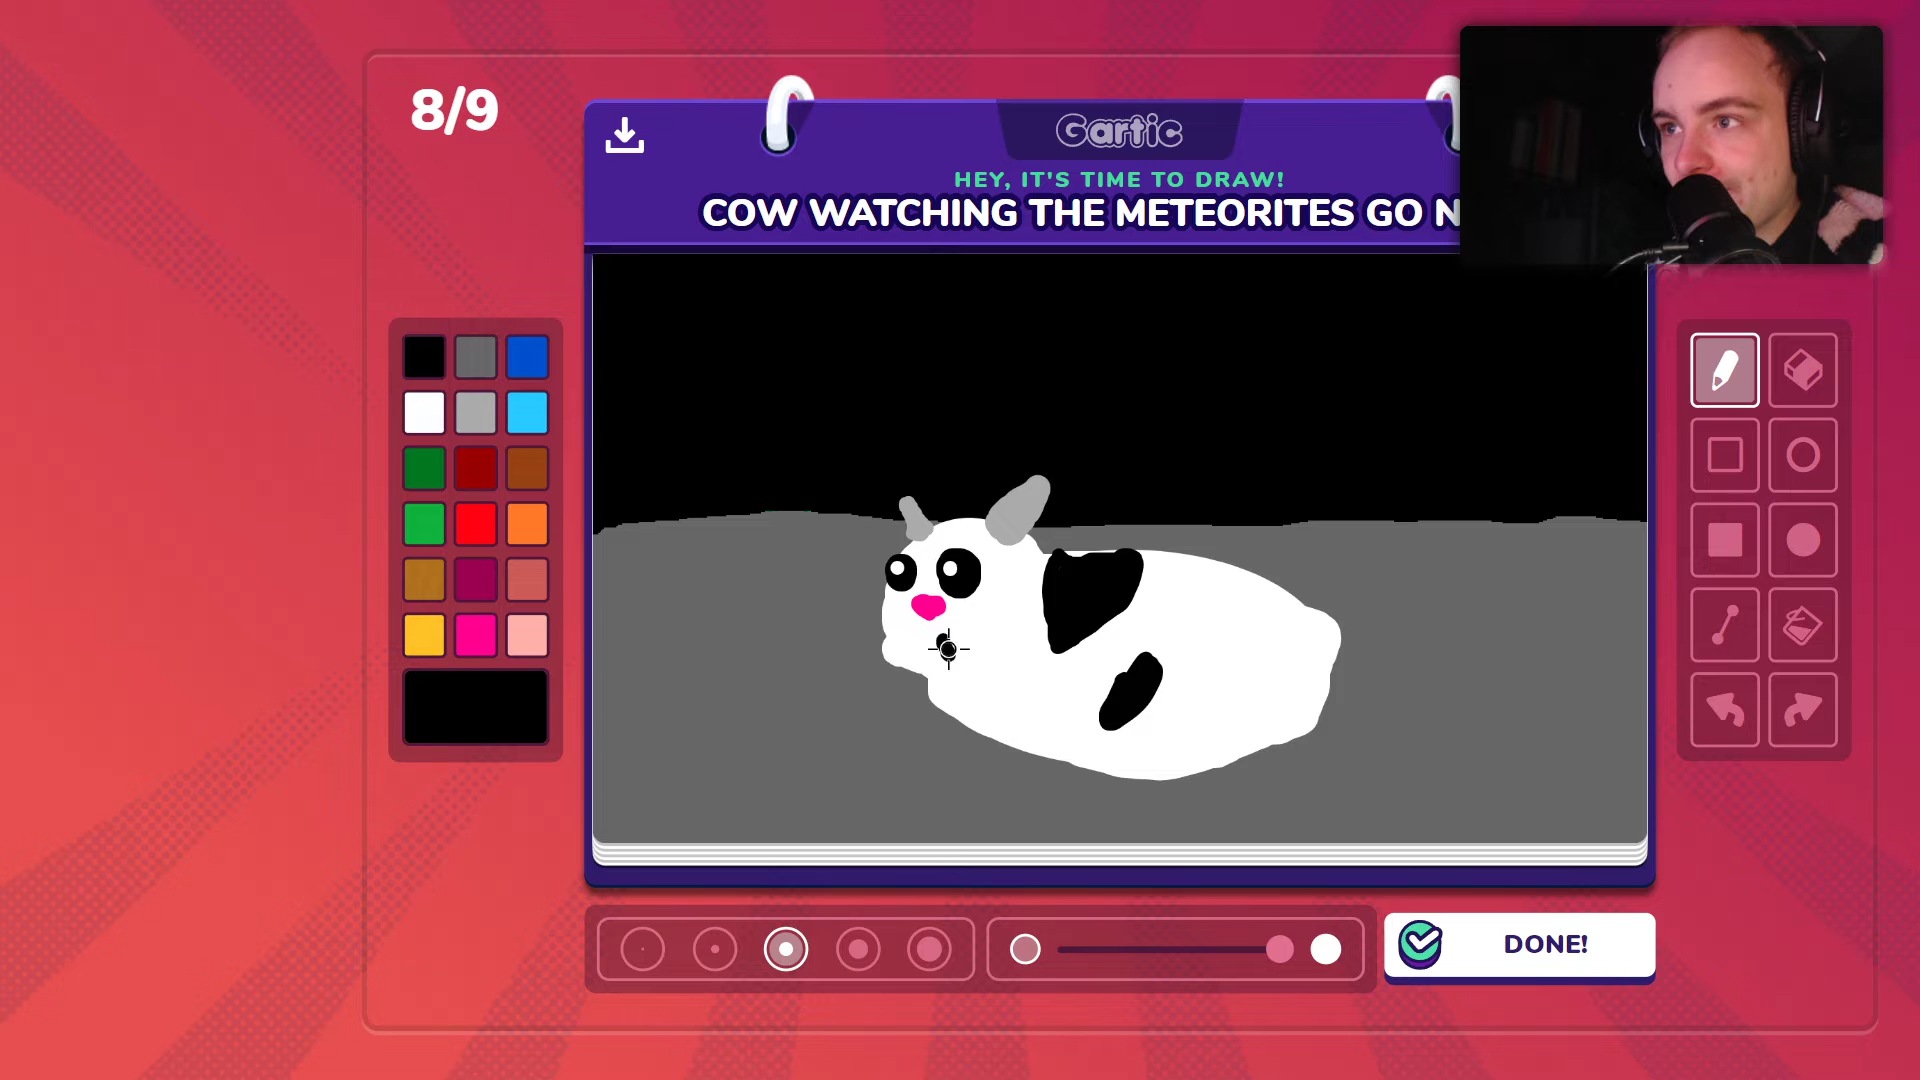 8/9
Gartic
HEY, IT'S TIME TO DRAW!
COW WATCHING THE METEORITES GO
DONE!